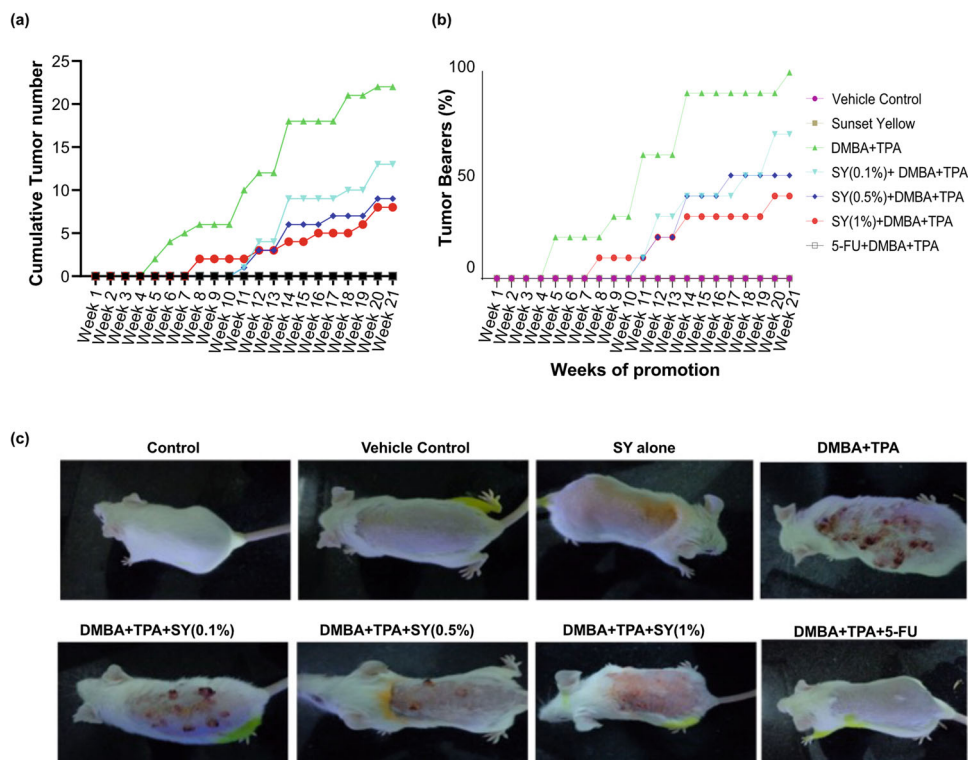 (a)
Cumulative Tumor number
25
20
15
10
5
0
Week 1
Week 2
Week 3
Week 4
Week 5
Week 6
Week 7
Week 8
Week 9
Week 10
Week 11
Week 12
Week 13
Week 14
Week 15
Week 16
Week 17
Week 18
Week 19
Week 20
Week 21
(b)
Tumor Bearers (%)
100
50
0
Week 1
Week 2
Week 3
Week 4
Week 5
Week 6
Week 7
Week 8
Week 9
Week 10
Week 11
Week 12
Week 13
Week 14
Week 15
Week 16
Week 17
Week 18
Week 19
Week 20
Week 21
Weeks of promotion
Vehicle Control
Sunset Yellow
DMBA+TPA
SY(0.1%)+ DMBA+TPA
SY(0.5%)+DMBA+TPA
SY(1%)+DMBA+TPA
5-FU+DMBA+TPA
(c)
Control
Vehicle Control
SY alone
DMBA+TPA
DMBA+TPA+SY(0.1%)
DMBA+TPA+SY(0.5%)
DMBA+TPA+SY(1%)
DMBA+TPA+5-FU